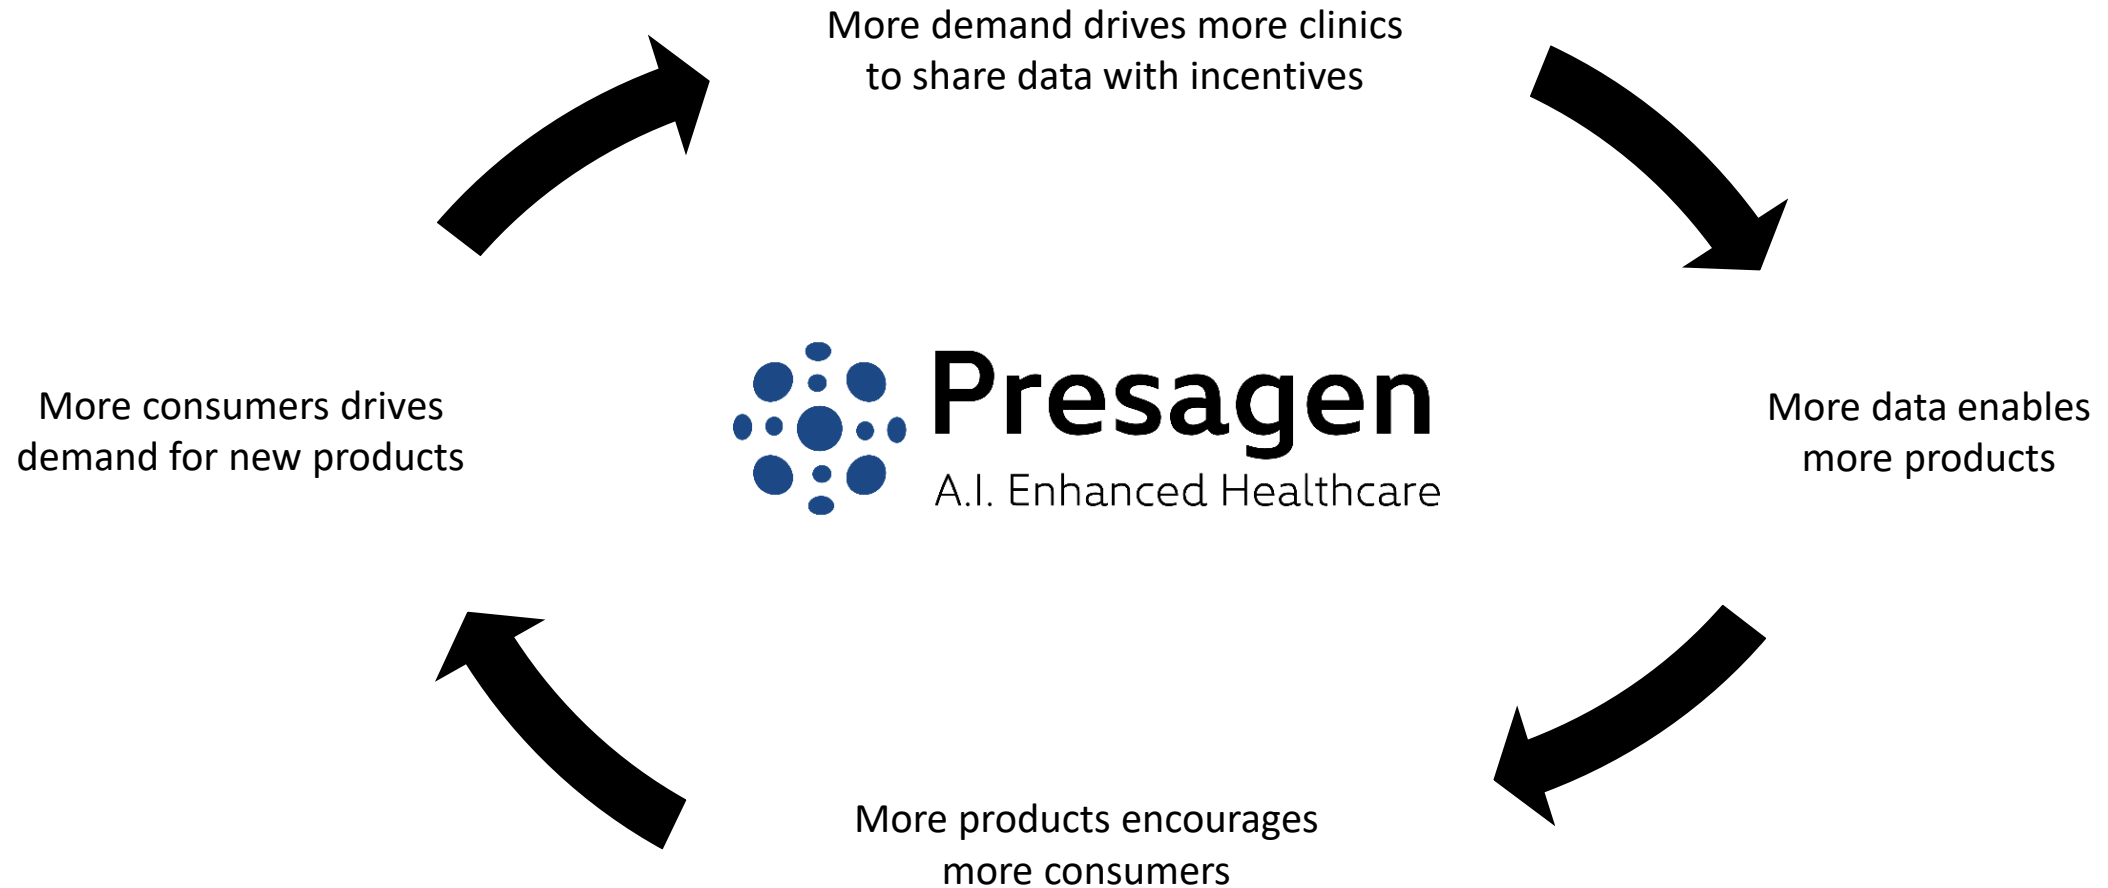 More demand drives more clinics
to share data with incentives
More data enables
more products
More products encourages
more consumers
More consumers drives
demand for new products
Presagen
A.I. Enhanced Healthcare